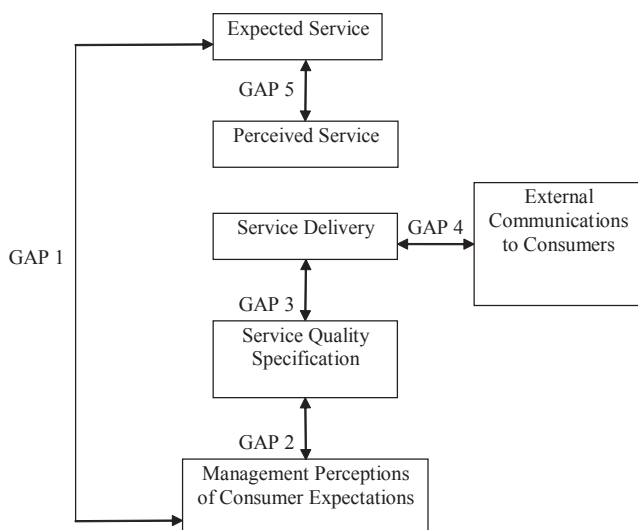 Expected Service
GAP 5
Perceived Service
External
Communications
to Consumers
Service Delivery
GAP 4
GAP 1
GAP 3
Service Quality
Specification
GAP 2
Management Perceptions
of Consumer Expectations